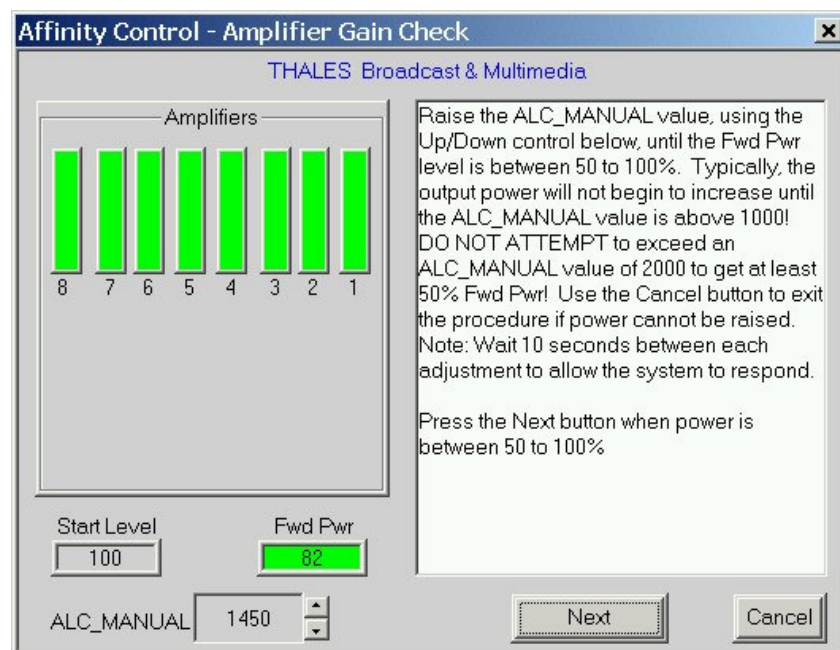 Affinity Control - Amplifier Gain Check
THALES Broadcast & Multimedia
Amplifiers
8 7 6 5 4 3 2 1
Raise the ALC_MANUAL value, using the
Up/Down control below, until the Fwd Pwr
level is between 50 to 100%. Typically, the
output power will not begin to increase until
the ALC_MANUAL value is above 1000!
DO NOT ATTEMPT to exceed an
ALC_MANUAL value of 2000 to get at least
50% Fwd Pwr! Use the Cancel button to exit
the procedure if power cannot be raised.
Note: Wait 10 seconds between each
adjustment to allow the system to respond.
Press the Next button when power is
between 50 to 100%
Start Level
100
Fwd Pwr
82
ALC_MANUAL 1450
Next
Cancel